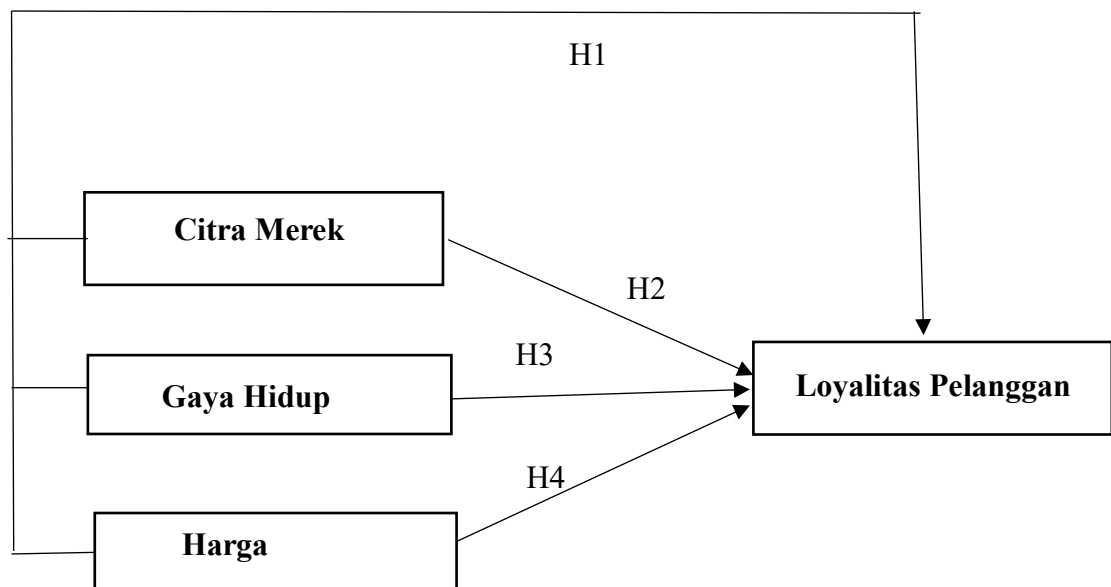 H1
Citra Merek
H2
H3
Gaya Hidup
Loyalitas Pelanggan
H4
Harga